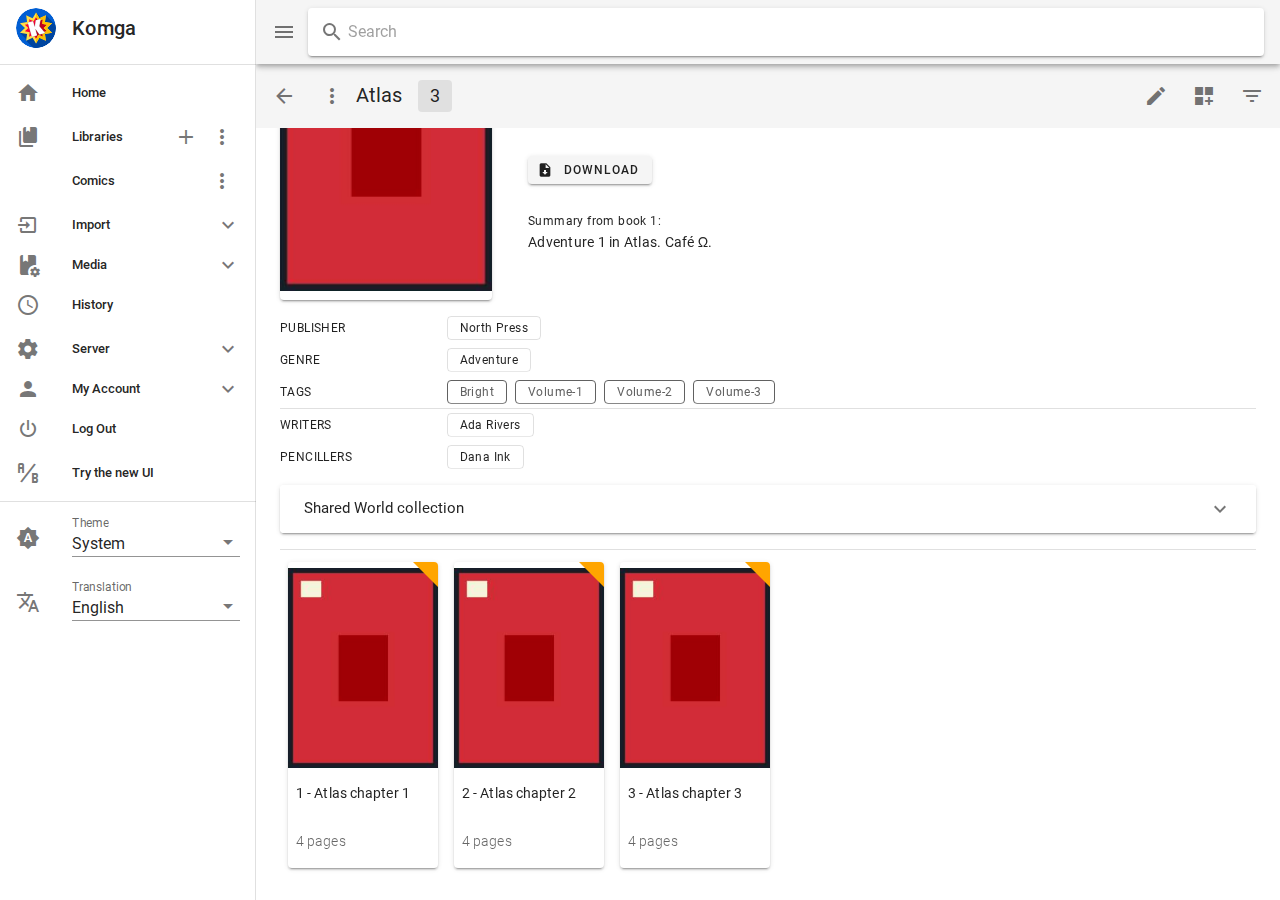 Komga
Search
Home
Libraries
Comics
Import
Media
History
Server
My Account
Log Out
Try the new UI
Theme
System
Translation
English
Atlas 3
DOWNLOAD
Summary from book 1:
Adventure 1 in Atlas. Café Ω.
PUBLISHER North Press
GENRE Adventure
TAGS Bright Volume-1 Volume-2 Volume-3
WRITERS Ada Rivers
PENCILLERS Dana Ink
Shared World collection
1 - Atlas chapter 1
4 pages
2 - Atlas chapter 2
4 pages
3 - Atlas chapter 3
4 pages